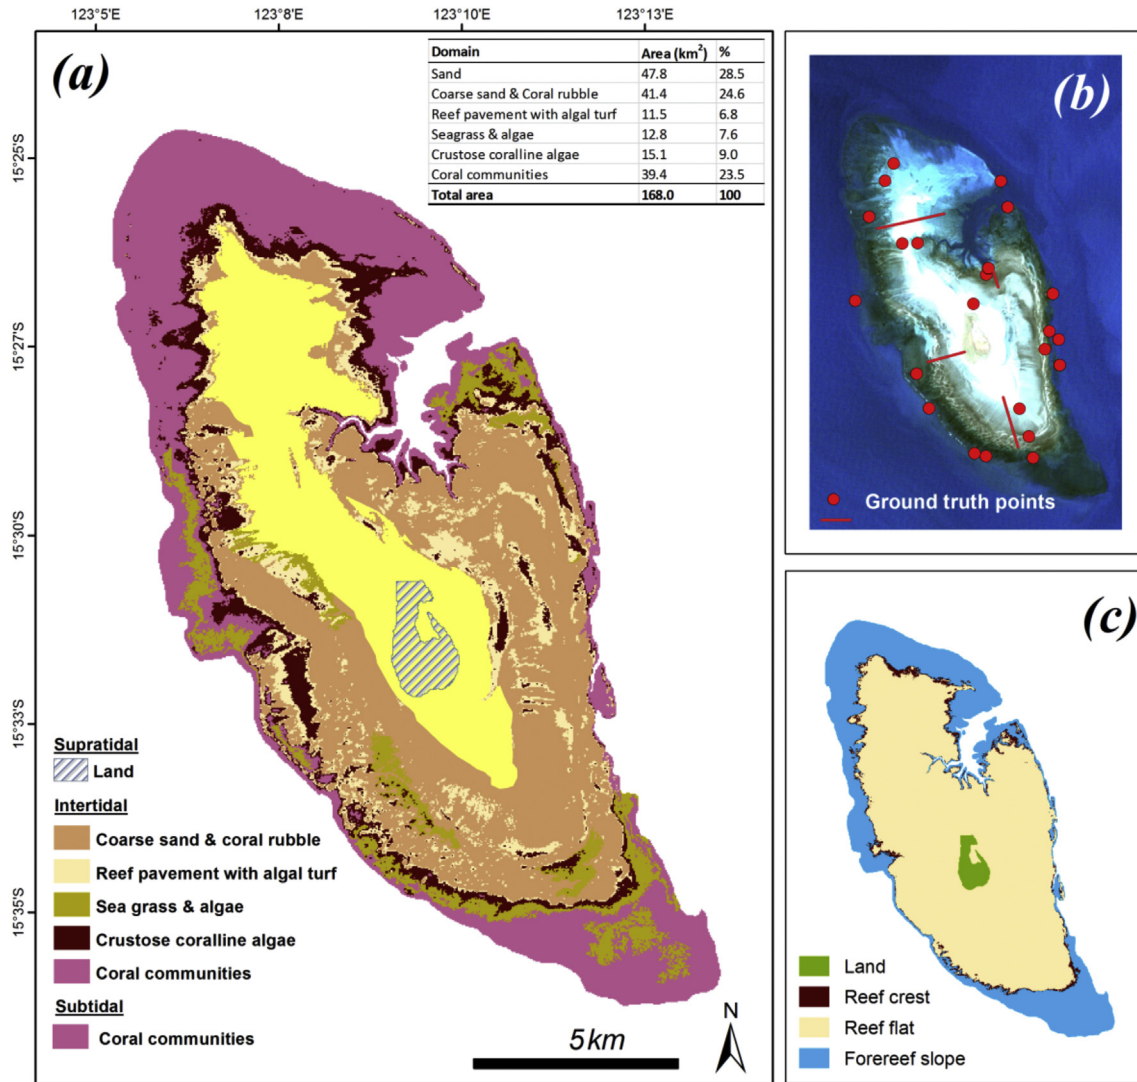 123°5'E 123°8'E 123°10'E 123°13'E
(a)
Domain Area (km²) %
Sand 47.8 28.5
Coarse sand & Coral rubble 41.4 24.6
Reef pavement with algal turf 11.5 6.8
Seagrass & algae 12.8 7.6
Crustose coralline algae 15.1 9.0
Coral communities 39.4 23.5
Total area 168.0 100
15°25'S
15°27'S
15°30'S
15°33'S
15°35'S
Supratidal
Land
Intertidal
Coarse sand & coral rubble
Reef pavement with algal turf
Sea grass & algae
Crustose coralline algae
Coral communities
Subtidal
Coral communities
5km
N
(b)
Ground truth points
(c)
Land
Reef crest
Reef flat
Forereef slope